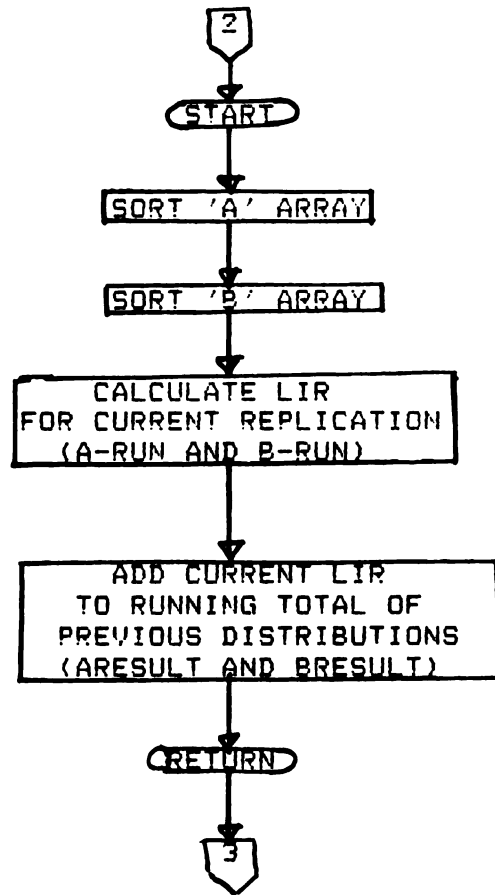 2
START
SORT 'A' ARRAY
SORT 'B' ARRAY
CALCULATE LIR
FOR CURRENT REPLICATION
(A-RUN AND B-RUN)
ADD CURRENT LIR
TO RUNNING TOTAL OF
PREVIOUS DISTRIBUTIONS
(ARESULT AND BRESULT)
RETURN
3